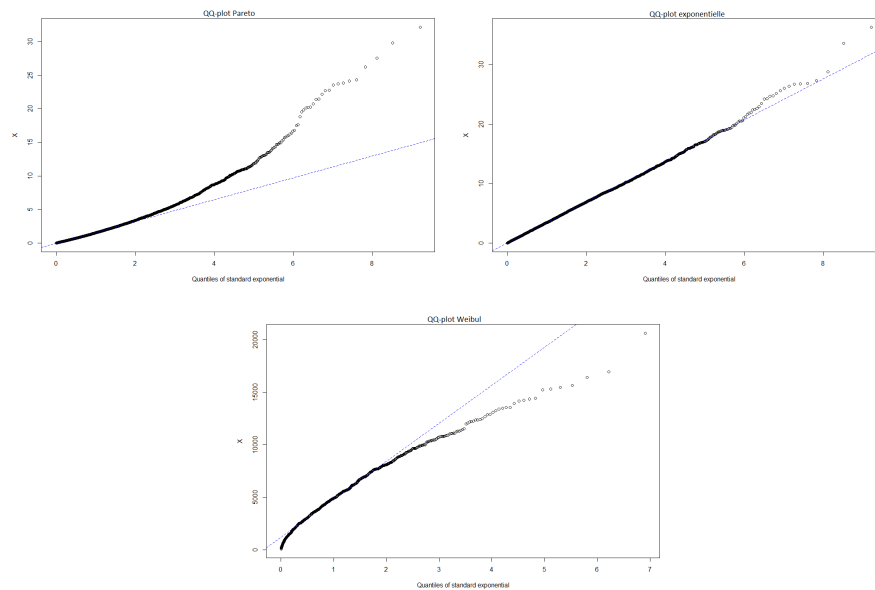 QQ-plot Pareto
X
30
25
20
15
10
5
0
0 2 4 6 8
Quantiles of standard exponential
QQ-plot exponentielle
X
30
20
10
0
0 2 4 6 8
Quantiles of standard exponential
QQ-plot Weibul
X
20000
15000
10000
5000
0
0 1 2 3 4 5 6 7
Quantiles of standard exponential